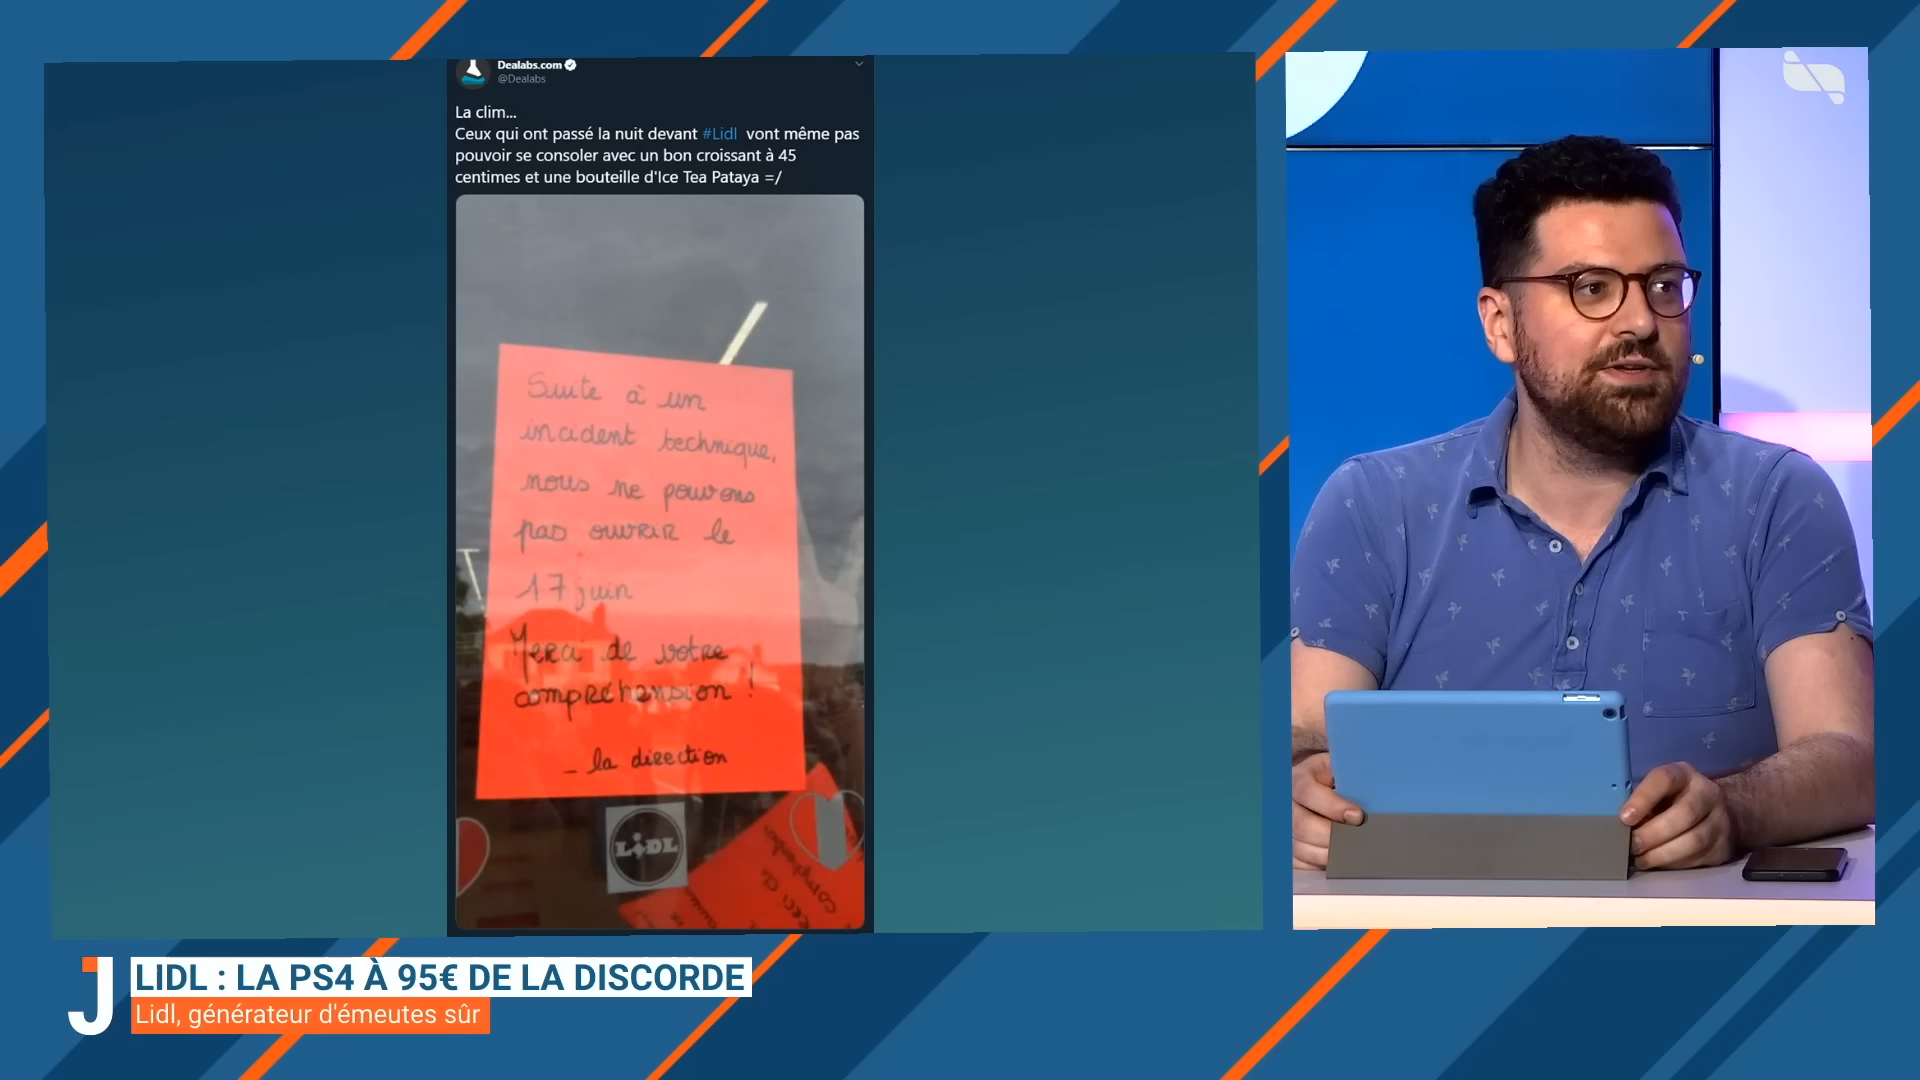 Dealabs.com
@Dealabs
La clim...
Ceux qui ont passé la nuit devant #Lidl vont même pas
pouvoir se consoler avec un bon croissant à 45
centimes et une bouteille d'Ice Tea Pataya =/
Suite à un
incident technique,
nous ne pouvons
pas ouvrir le
17 juin
Merci de votre
compréhension !
_ la direction
LIDL
J
LIDL : LA PS4 À 95€ DE LA DISCORDE
Lidl, générateur d'émeutes sûr